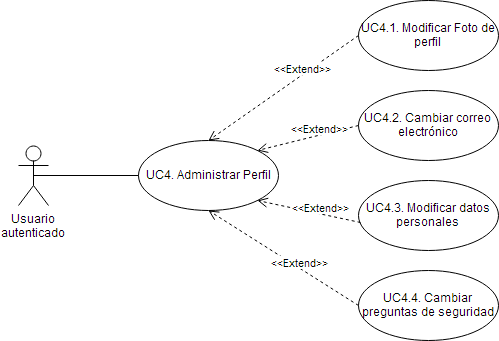 UC4.1. Modificar Foto de
perfil
<<Extend>>
UC4.2. Cambiar correo
electrónico
<<Extend>>
UC4. Administrar Perfil
UC4.3. Modificar datos
personales
<<Extend>>
Usuario
autenticado
<<Extend>>
UC4.4. Cambiar
preguntas de seguridad